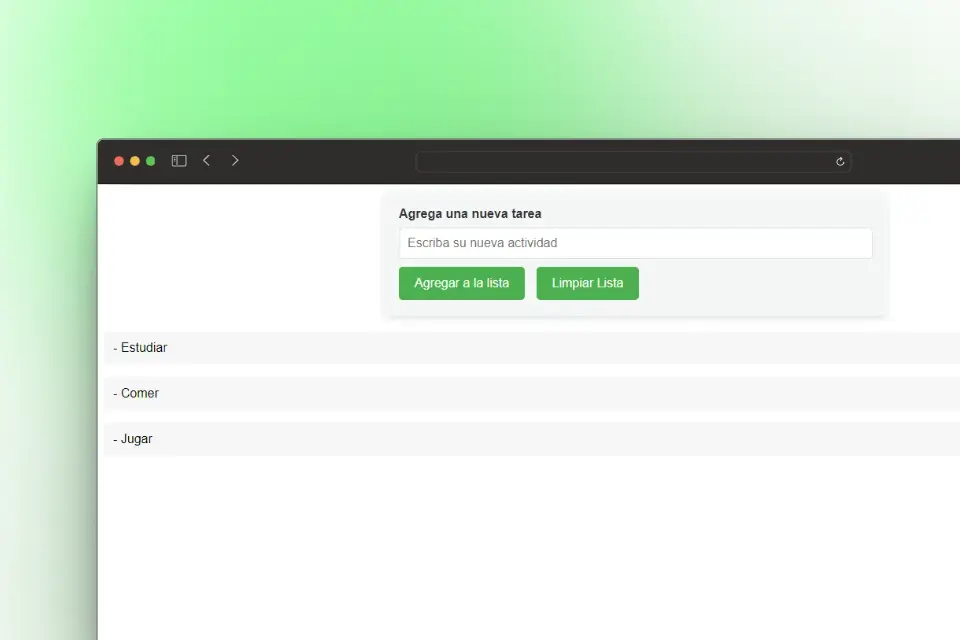 Agrega una nueva tarea
Escriba su nueva actividad
Agregar a la lista Limpiar Lista
- Estudiar
- Comer
- Jugar